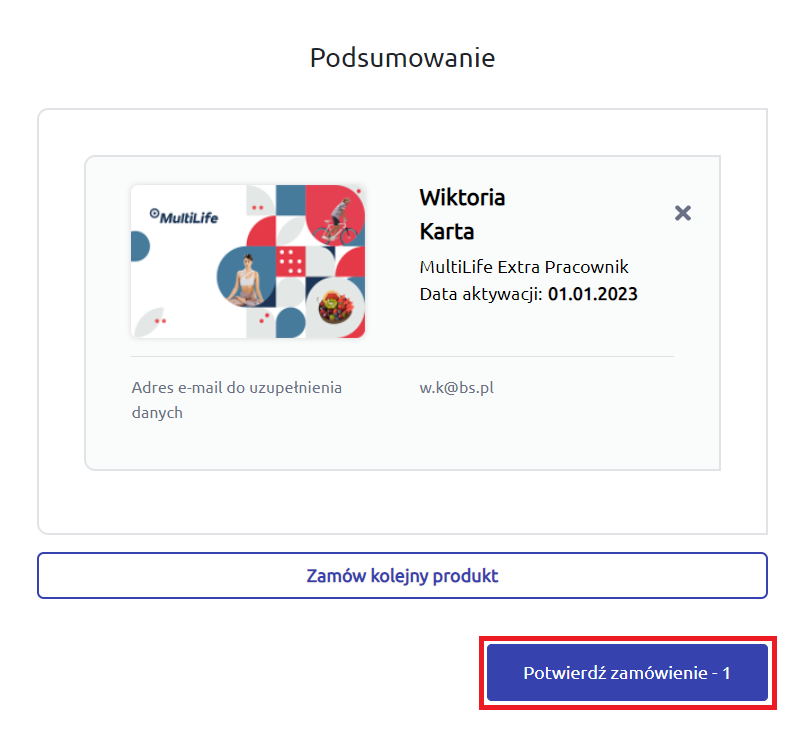 Podsumowanie
MultiLife
Wiktoria
Karta
MultiLife Extra Pracownik
Data aktywacji: 01.01.2023
Adres e-mail do uzupełnienia
danych
w.k@bs.pl
Zamów kolejny produkt
Potwierdź zamówienie - 1